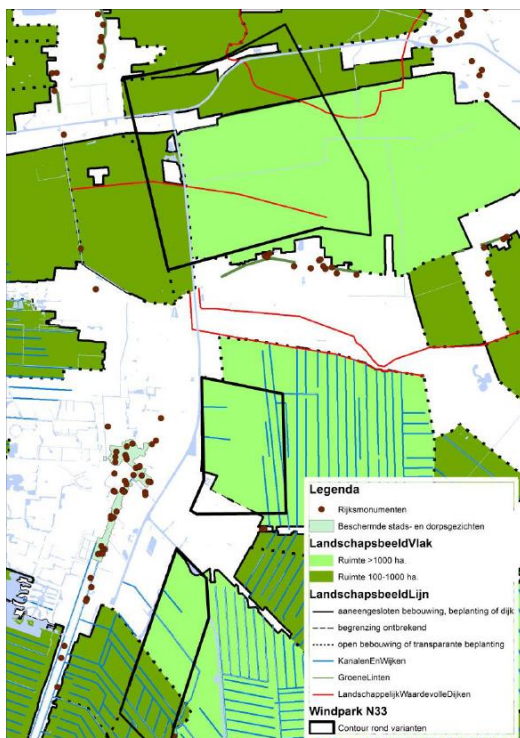 Legenda
Rijksmonumenten
Beschermde stads- en dorpsgezichten
LandschapsbeeldVlak
Ruimte >1000 ha.
Ruimte 100-1000 ha.
LandschapsbeeldLijn
aaneengesloten bebouwing, beplanting of dijk
begrenzing ontbrekend
open bebouwing of transparante beplanting
KanalenEnWijken
GroeneLinten
LandschappelijkWaardevolleDijken
Windpark N33
Contour rond varianten